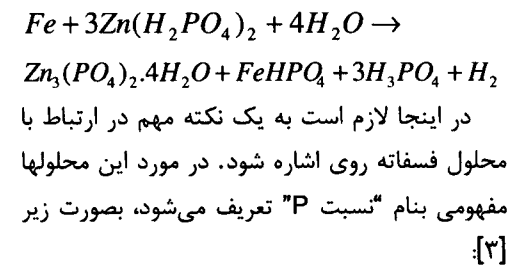 Fe + 3Zn(H₂PO₄)₂ + 4H₂O →
Zn₃(PO₄)₂.4H₂O + FeHPO₄ + 3H₃PO₄ + H₂
در اینجا لازم است به یک نکته مهم در ارتباط با
محلول فسفاته روی اشاره شود. در مورد این محلولها
مفهومی بنام “نسبت P” تعریف می‌شود، بصورت زیر
[۳]: